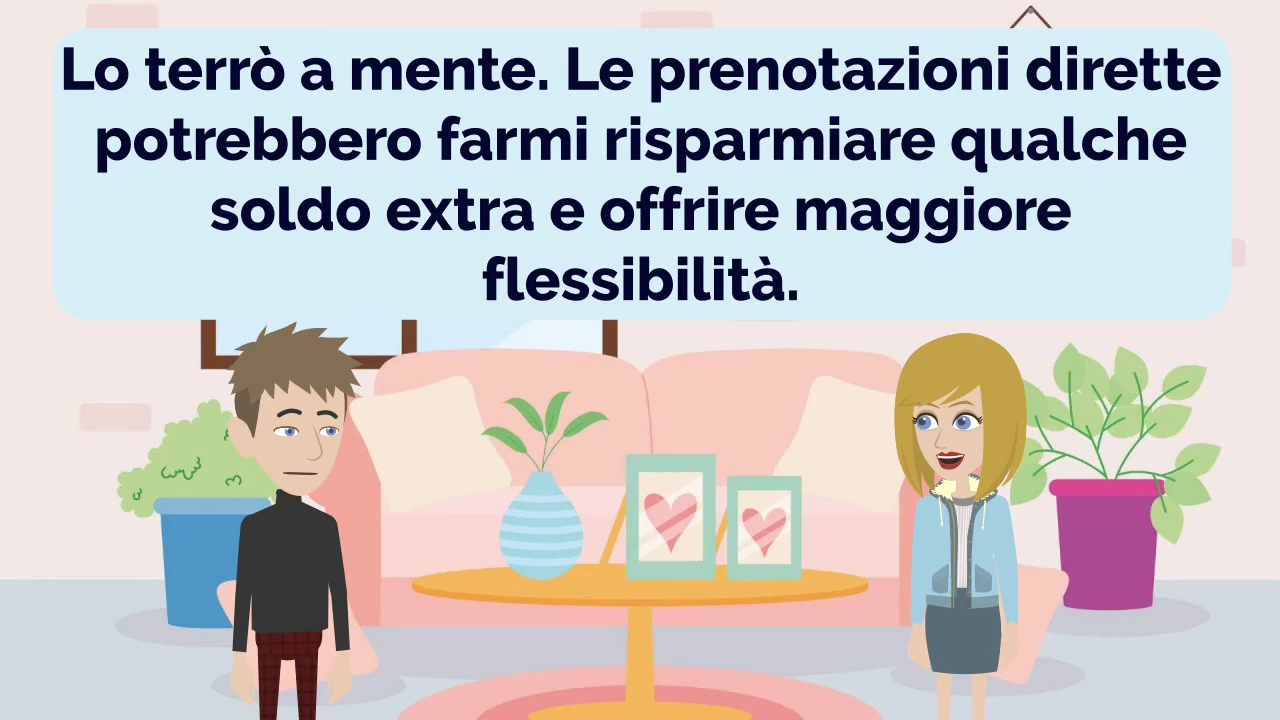 Lo terrò a mente. Le prenotazioni dirette
potrebbero farmi risparmiare qualche
soldo extra e offrire maggiore
flessibilità.